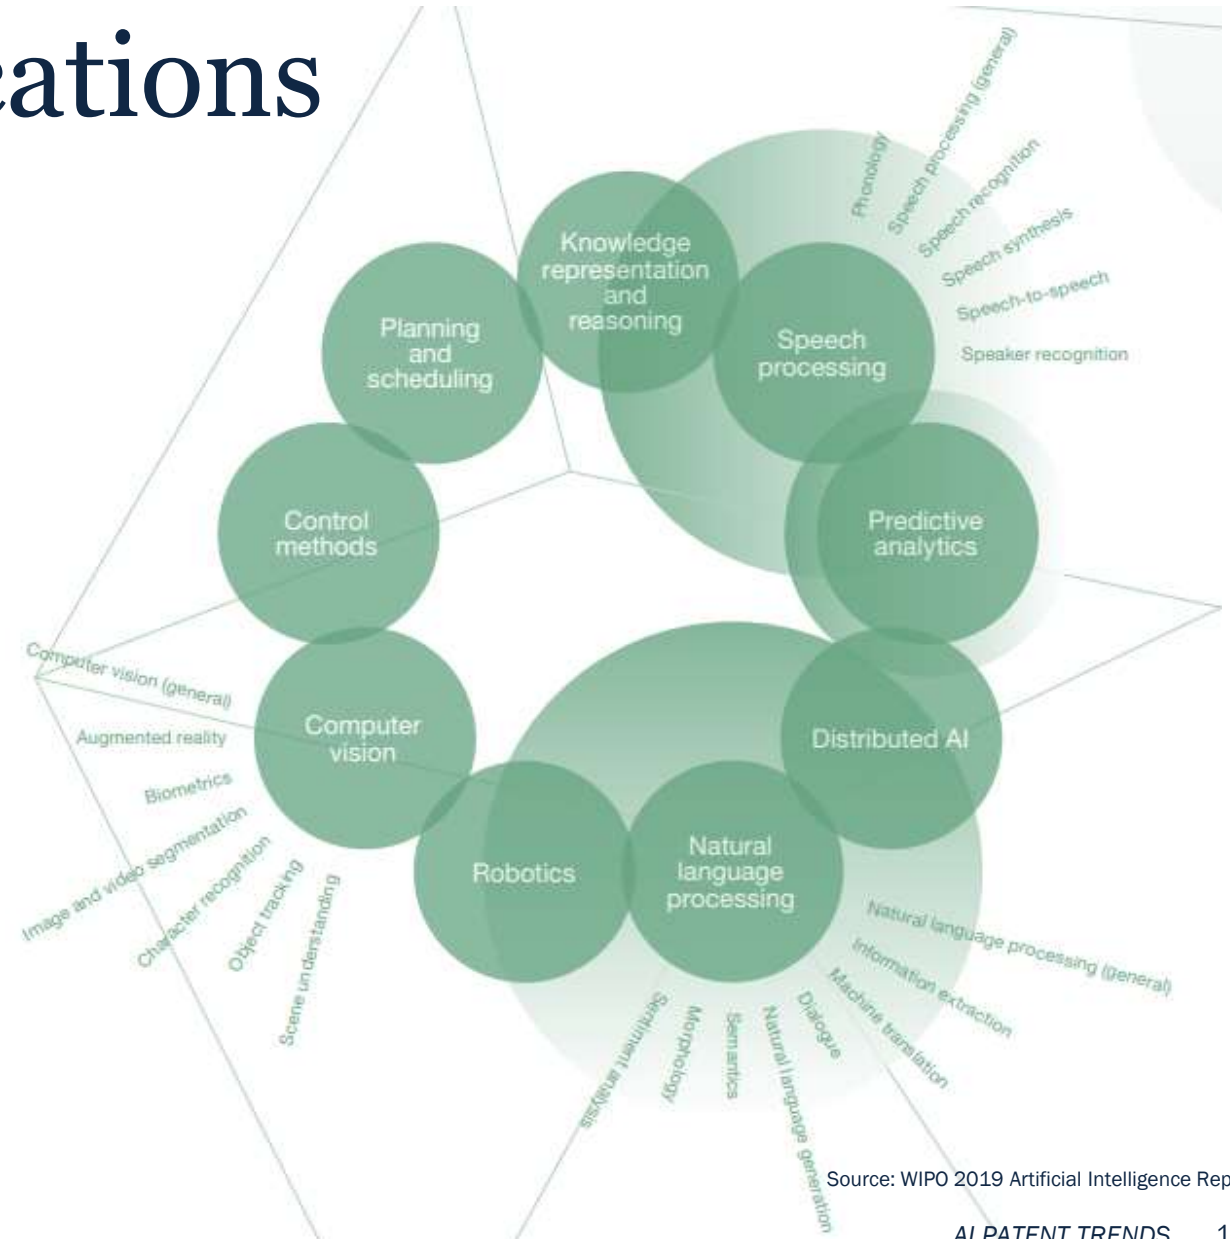 cations
Phonology
Speech processing (general)
Speech recognition
Speech synthesis
Speech-to-speech
Speaker recognition
Knowledge
representation
and
reasoning
Planning
and
scheduling
Speech
processing
Control
methods
Predictive
analytics
Computer vision (general)
Augmented reality
Biometrics
Image and video segmentation
Character recognition
Object tracking
Scene understanding
Computer
vision
Distributed AI
Robotics
Natural
language
processing
Natural language processing (general)
Information extraction
Machine translation
Dialogue
Natural language generation
Semantics
Morphology
Sentiment analysis
Source: WIPO 2019 Artificial Intelligence Rep
AI PATENT TRENDS 1